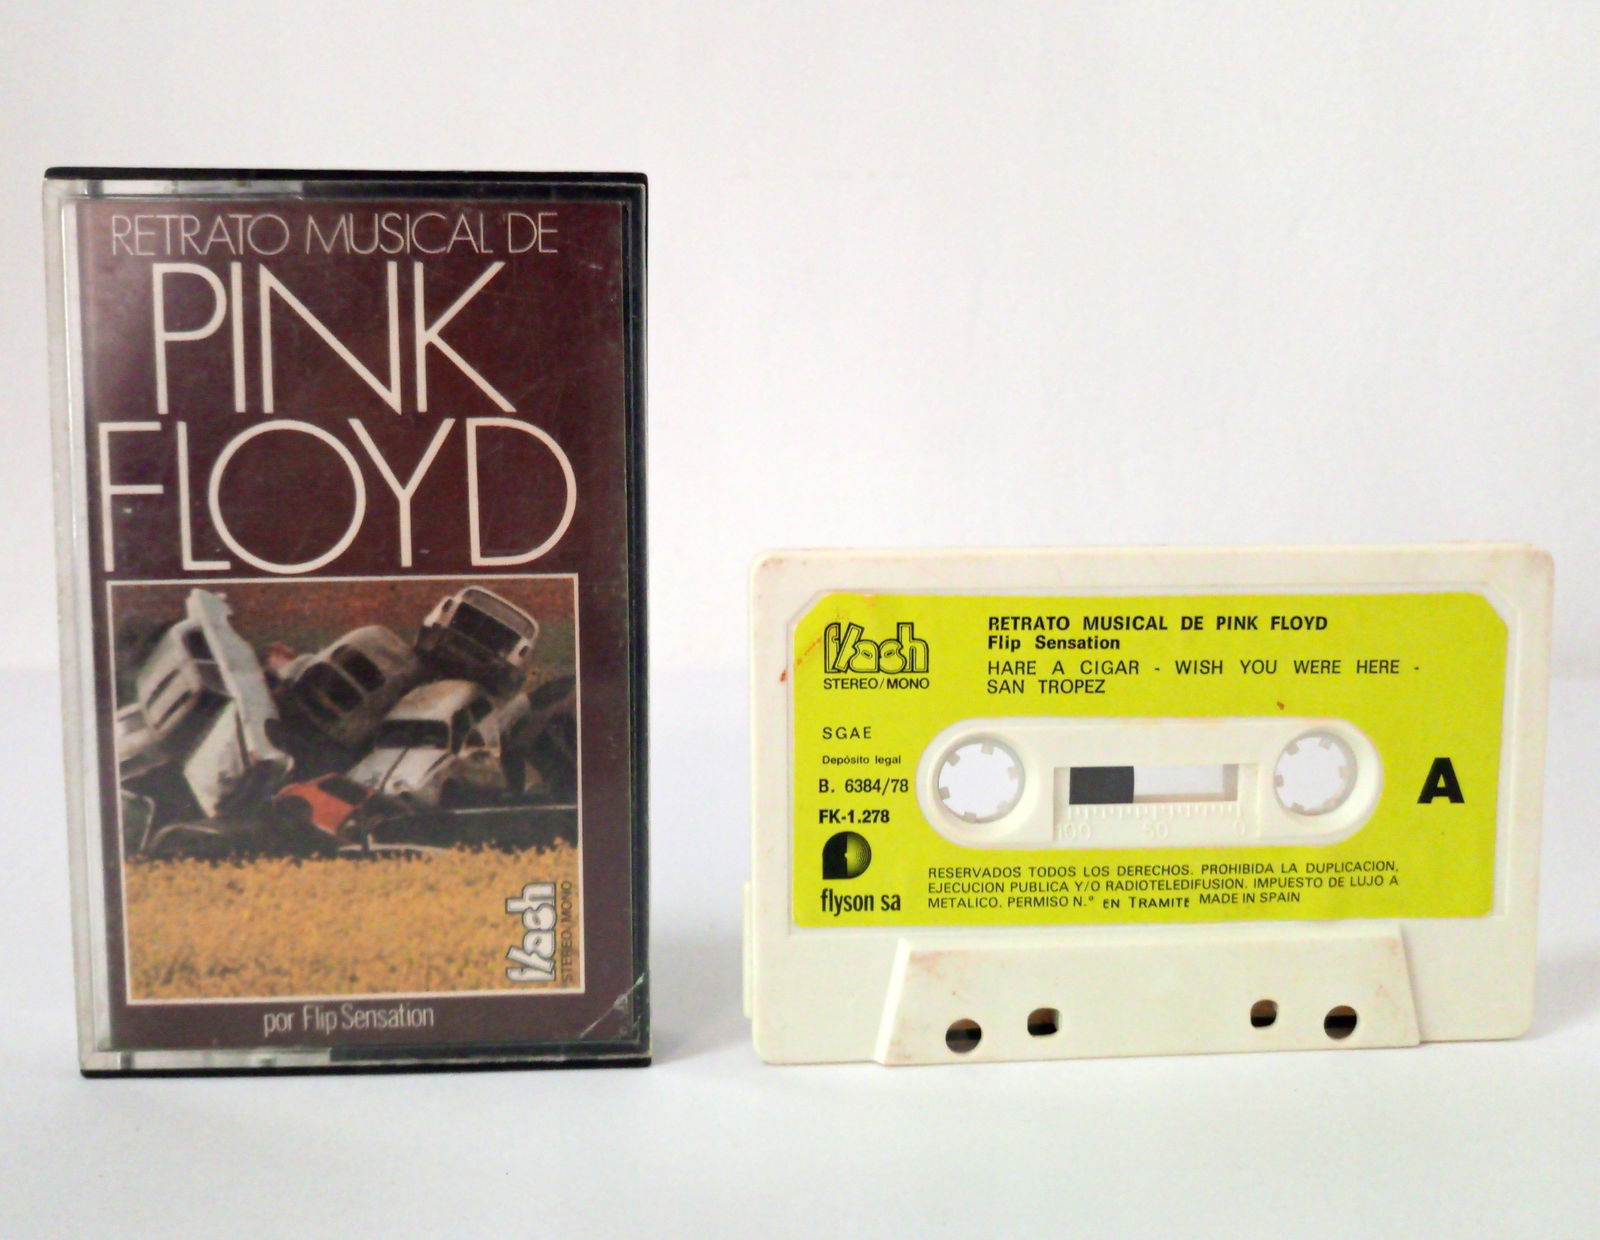 RETRATO MUSICAL DE
PINK
FLOYD
flash
STEREO/MONO
por Flip Sensation
flash
STEREO/MONO
RETRATO MUSICAL DE PINK FLOYD
Flip Sensation
HARE A CIGAR - WISH YOU WERE HERE -
SAN TROPEZ
SGAE
Depósito legal
B. 6384/78
FK-1.278
flyson sa
A
100 50 0
RESERVADOS TODOS LOS DERECHOS. PROHIBIDA LA DUPLICACION,
EJECUCION PUBLICA Y/O RADIOTELEDIFUSION. IMPUESTO DE LUJO A
METALICO. PERMISO N.º EN TRAMITE MADE IN SPAIN